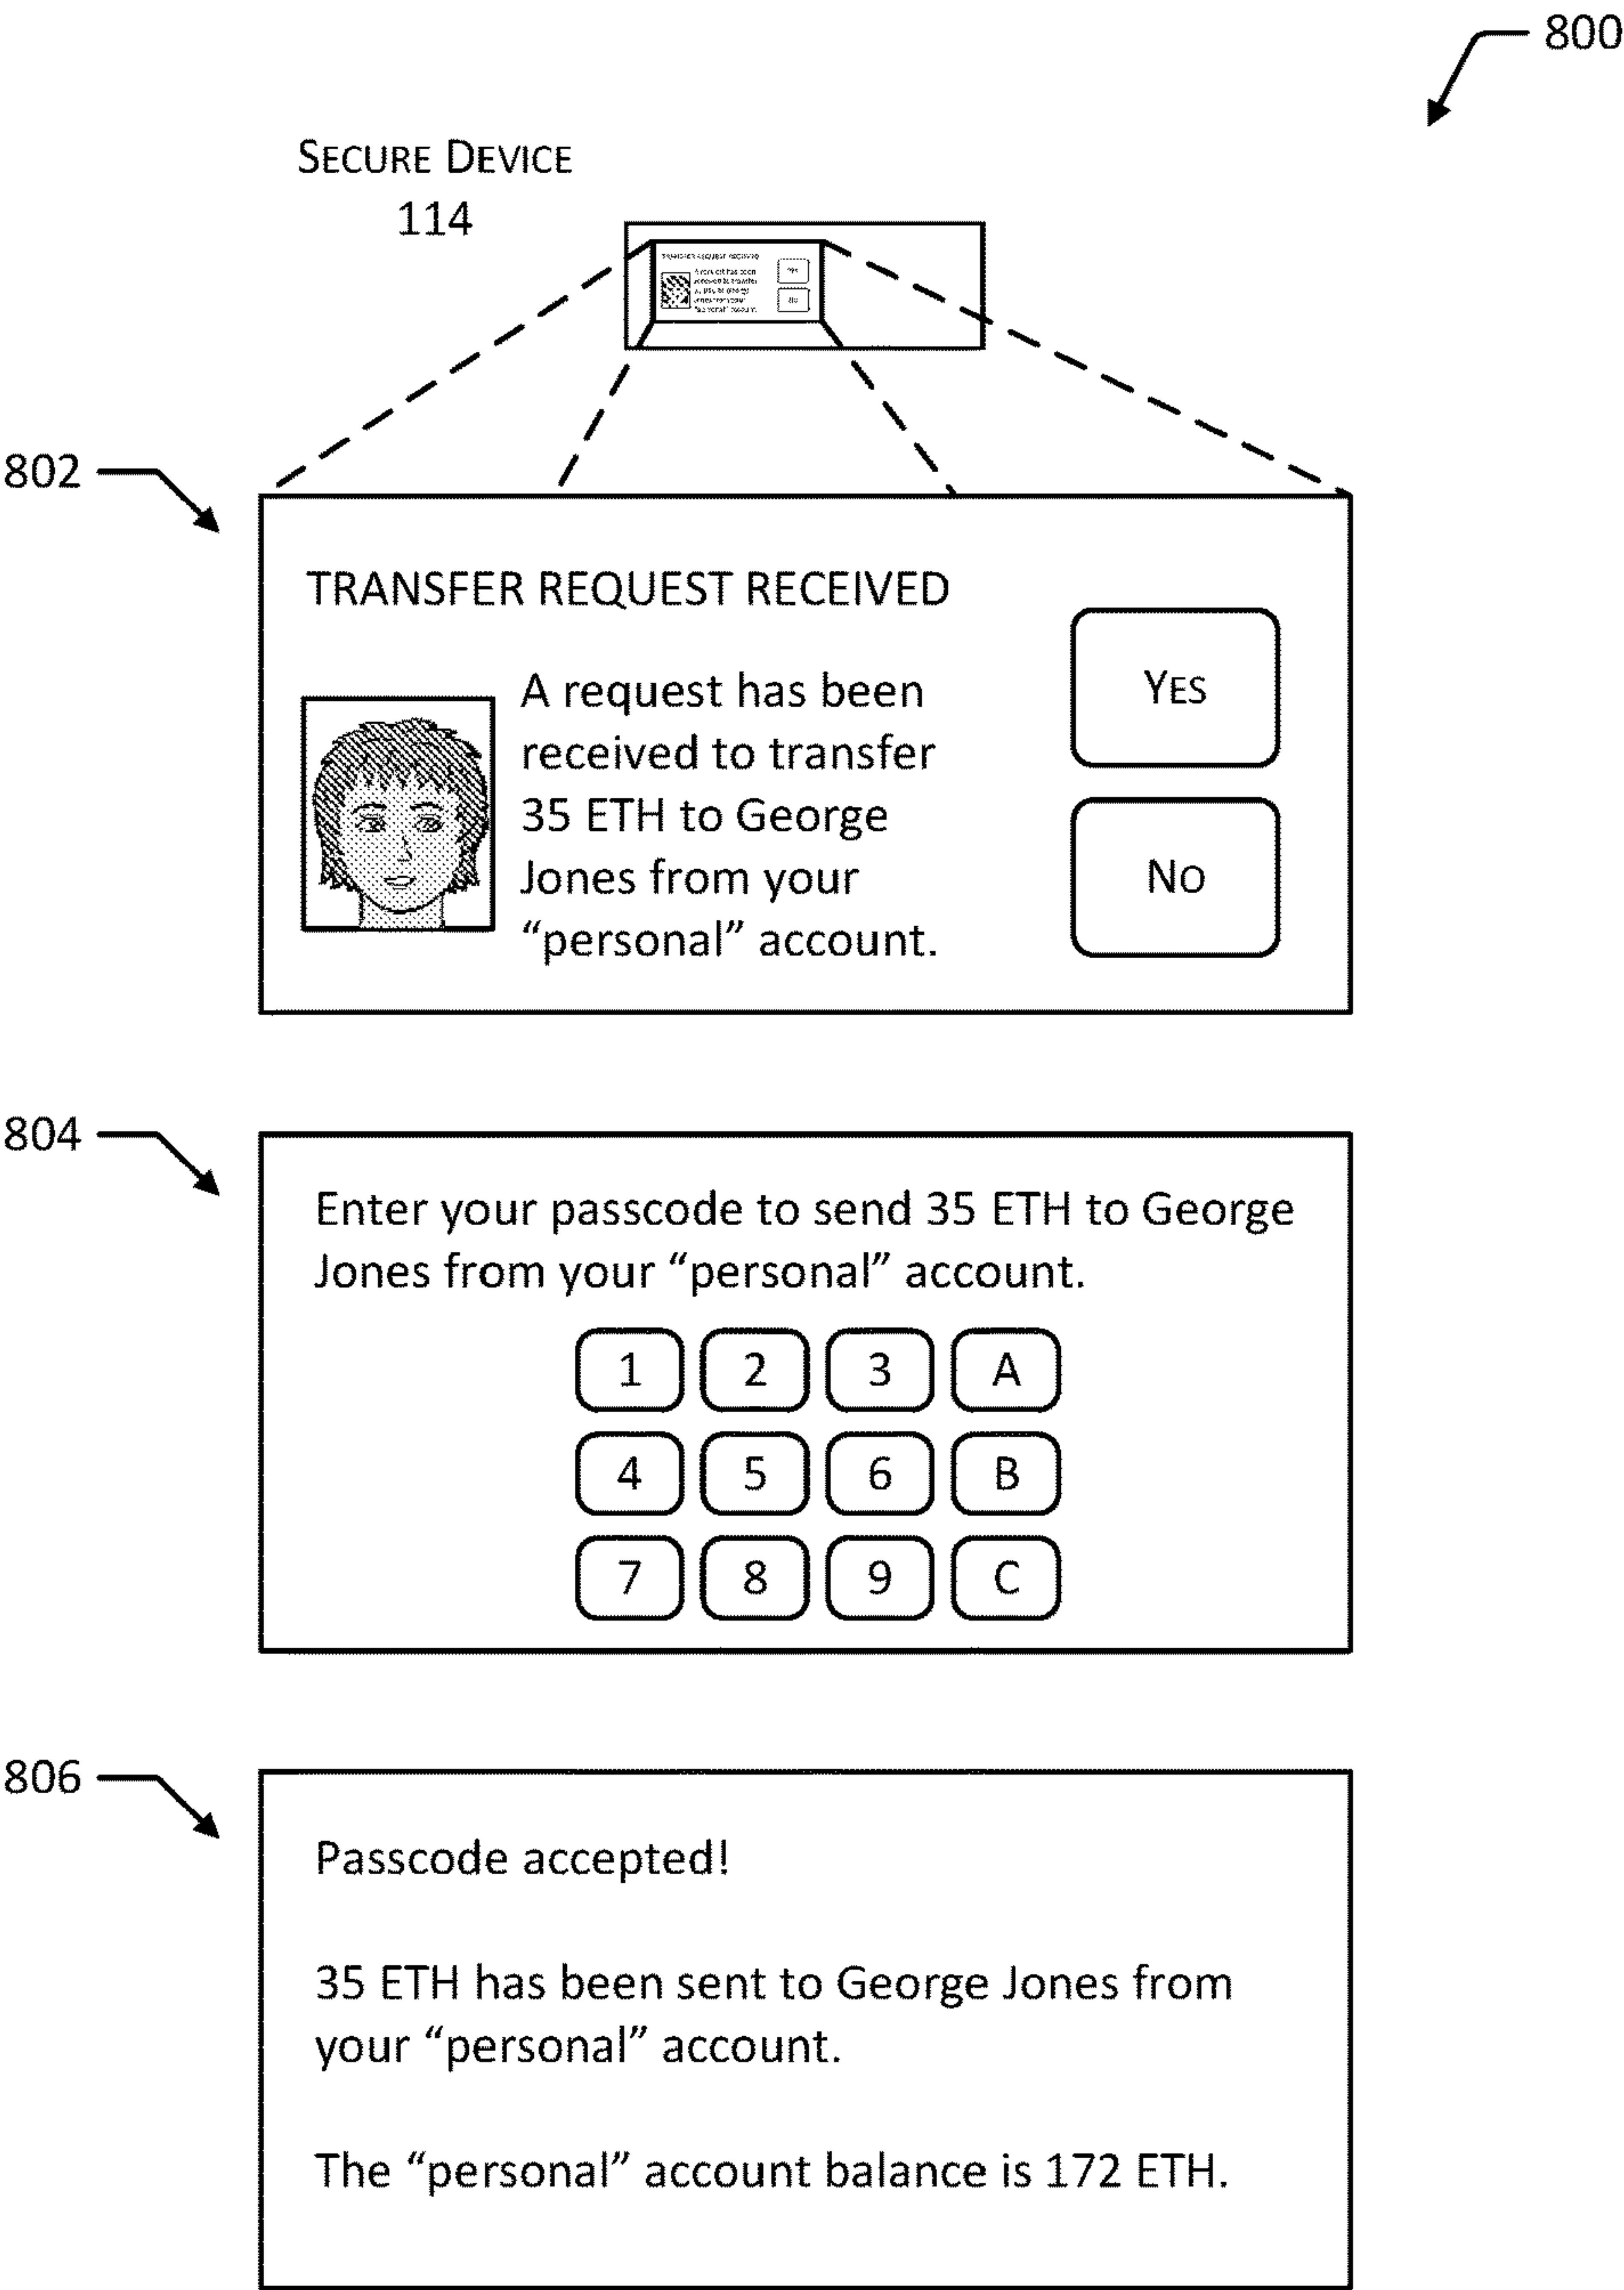 800
SECURE DEVICE
114
802
TRANSFER REQUEST RECEIVED
A request has been
received to transfer
35 ETH to George
Jones from your
“personal” account.
YES
NO
804
Enter your passcode to send 35 ETH to George
Jones from your “personal” account.
1 2 3 A
4 5 6 B
7 8 9 C
806
Passcode accepted!
35 ETH has been sent to George Jones from
your “personal” account.
The “personal” account balance is 172 ETH.